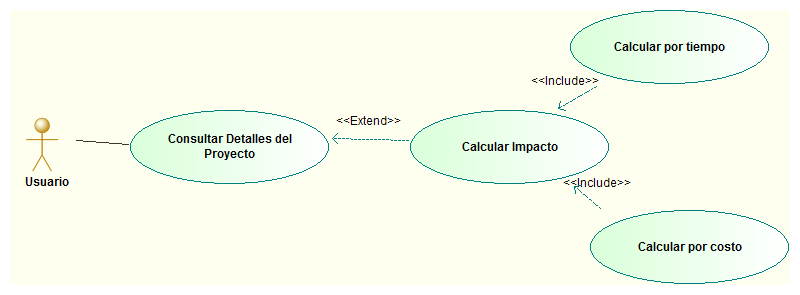 Calcular por tiempo
<<Include>>
<<Extend>>
Consultar Detalles del
Proyecto
Calcular Impacto
Usuario
<<Include>>
Calcular por costo